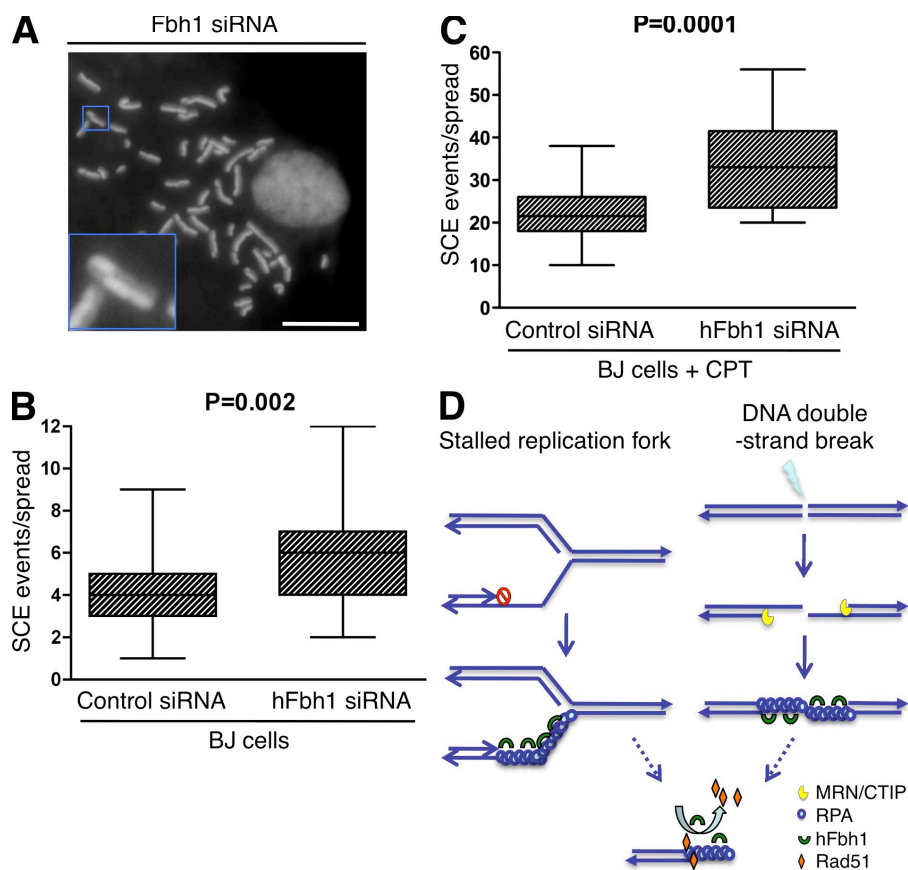 A
Fbh1 siRNA
B
P=0.002
SCE events/spread
12
10
8
6
4
2
0
Control siRNA
hFbh1 siRNA
BJ cells
C
P=0.0001
SCE events/spread
60
50
40
30
20
10
0
Control siRNA
hFbh1 siRNA
BJ cells + CPT
D
Stalled replication fork
DNA double
-strand break
MRN/CTIP
RPA
hFbh1
Rad51